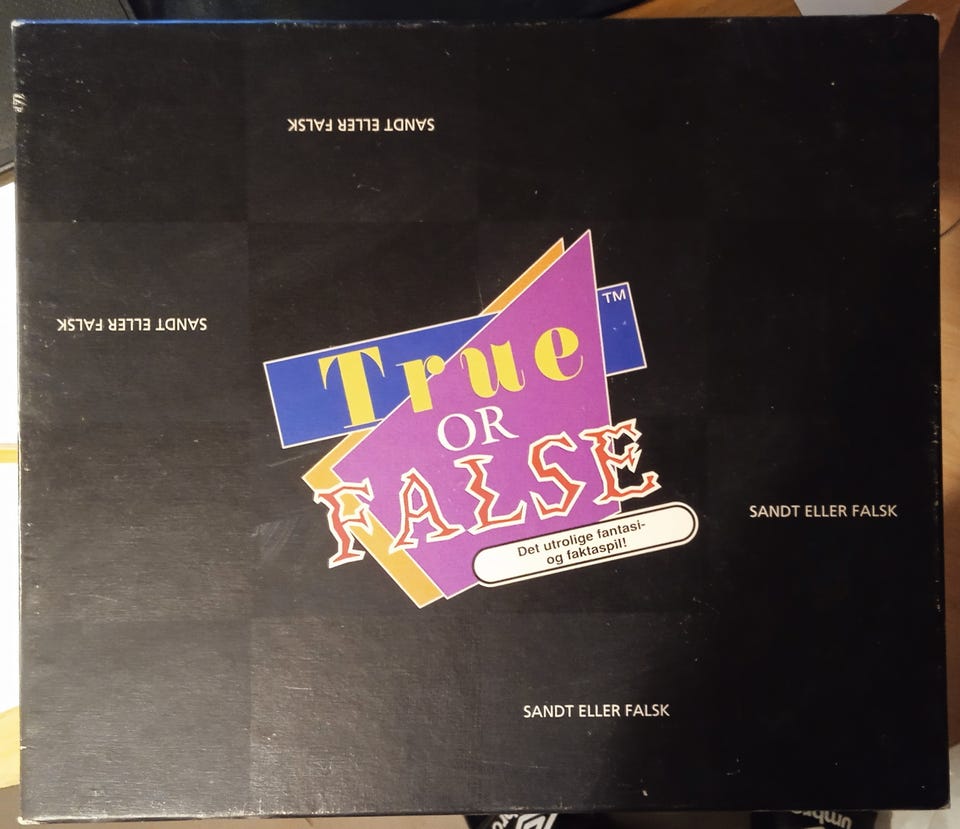 SANDT ELLER FALSK
SANDT ELLER FALSK
True
TM
OR
FALSE
Det utrolige fantasi-
og faktaspil!
SANDT ELLER FALSK
SANDT ELLER FALSK